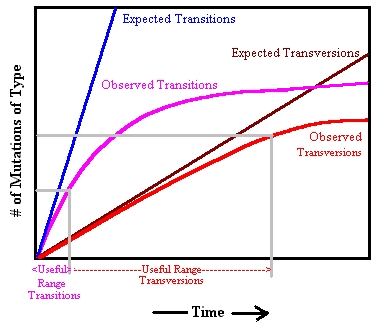 Expected Transitions
Expected Transversions
Observed Transitions
Observed
Transversions
# of Mutations of Type
<Useful>
Range
Transitions
Useful Range
Transversions
Time